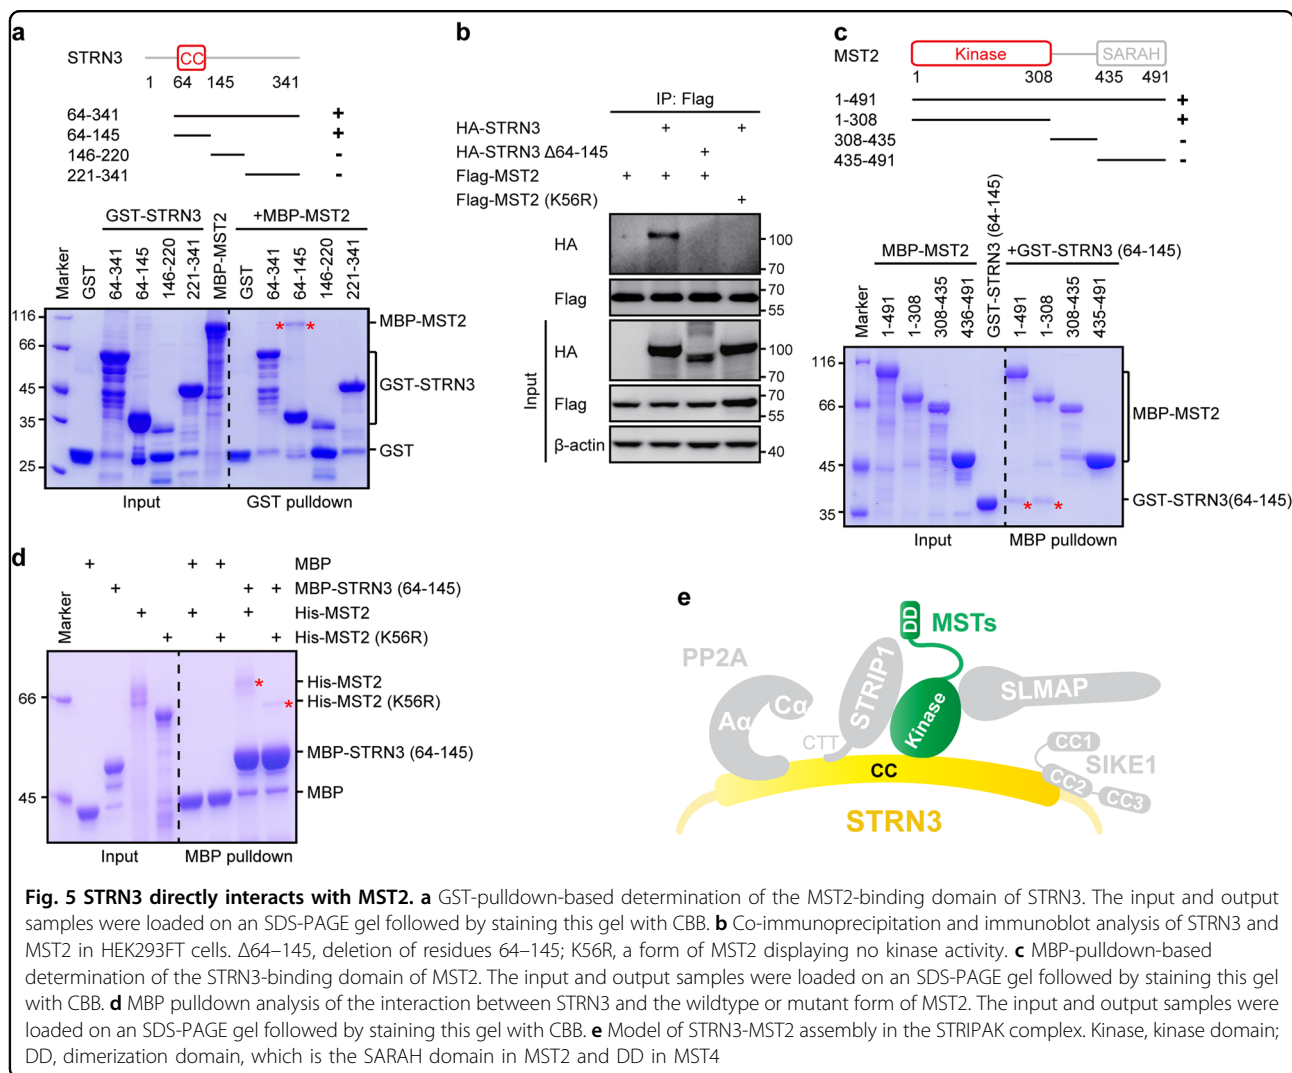 a
STRN3
CC
1 64 145 341
64-341 +
64-145 +
146-220 -
221-341 -
GST-STRN3
+MBP-MST2
Marker
GST
64-341
64-145
146-220
221-341
MBP-MST2
GST
64-341
64-145
146-220
221-341
116
66
45
35
25
* *
MBP-MST2
GST-STRN3
GST
Input
GST pulldown
b
IP: Flag
HA-STRN3 + +
HA-STRN3 Δ64-145 +
Flag-MST2 + + +
Flag-MST2 (K56R) +
HA
100
70
Flag
70
55
Input
HA
100
70
Flag
70
55
β-actin
40
c
MST2
Kinase
SARAH
1 308 435 491
1-491 +
1-308 +
308-435 -
435-491 -
MBP-MST2
+GST-STRN3 (64-145)
Marker
1-491
1-308
308-435
436-491
GST-STRN3 (64-145)
1-491
1-308
308-435
435-491
116
66
45
35
* *
MBP-MST2
GST-STRN3(64-145)
Input
MBP pulldown
d
Marker
+ + + MBP
+ + + MBP-STRN3 (64-145)
+ + + His-MST2
+ + + His-MST2 (K56R)
66
45
* His-MST2
* His-MST2 (K56R)
MBP-STRN3 (64-145)
MBP
Input
MBP pulldown
e
DD
MSTs
PP2A
Aα
Cα
STRIP1
CTT
Kinase
SLMAP
CC1
SIKE1
CC2
CC3
CC
STRN3
Fig. 5 STRN3 directly interacts with MST2. a GST-pulldown-based determination of the MST2-binding domain of STRN3. The input and output
samples were loaded on an SDS-PAGE gel followed by staining this gel with CBB. b Co-immunoprecipitation and immunoblot analysis of STRN3 and
MST2 in HEK293FT cells. Δ64–145, deletion of residues 64–145; K56R, a form of MST2 displaying no kinase activity. c MBP-pulldown-based
determination of the STRN3-binding domain of MST2. The input and output samples were loaded on an SDS-PAGE gel followed by staining this gel
with CBB. d MBP pulldown analysis of the interaction between STRN3 and the wildtype or mutant form of MST2. The input and output samples were
loaded on an SDS-PAGE gel followed by staining this gel with CBB. e Model of STRN3-MST2 assembly in the STRIPAK complex. Kinase, kinase domain;
DD, dimerization domain, which is the SARAH domain in MST2 and DD in MST4